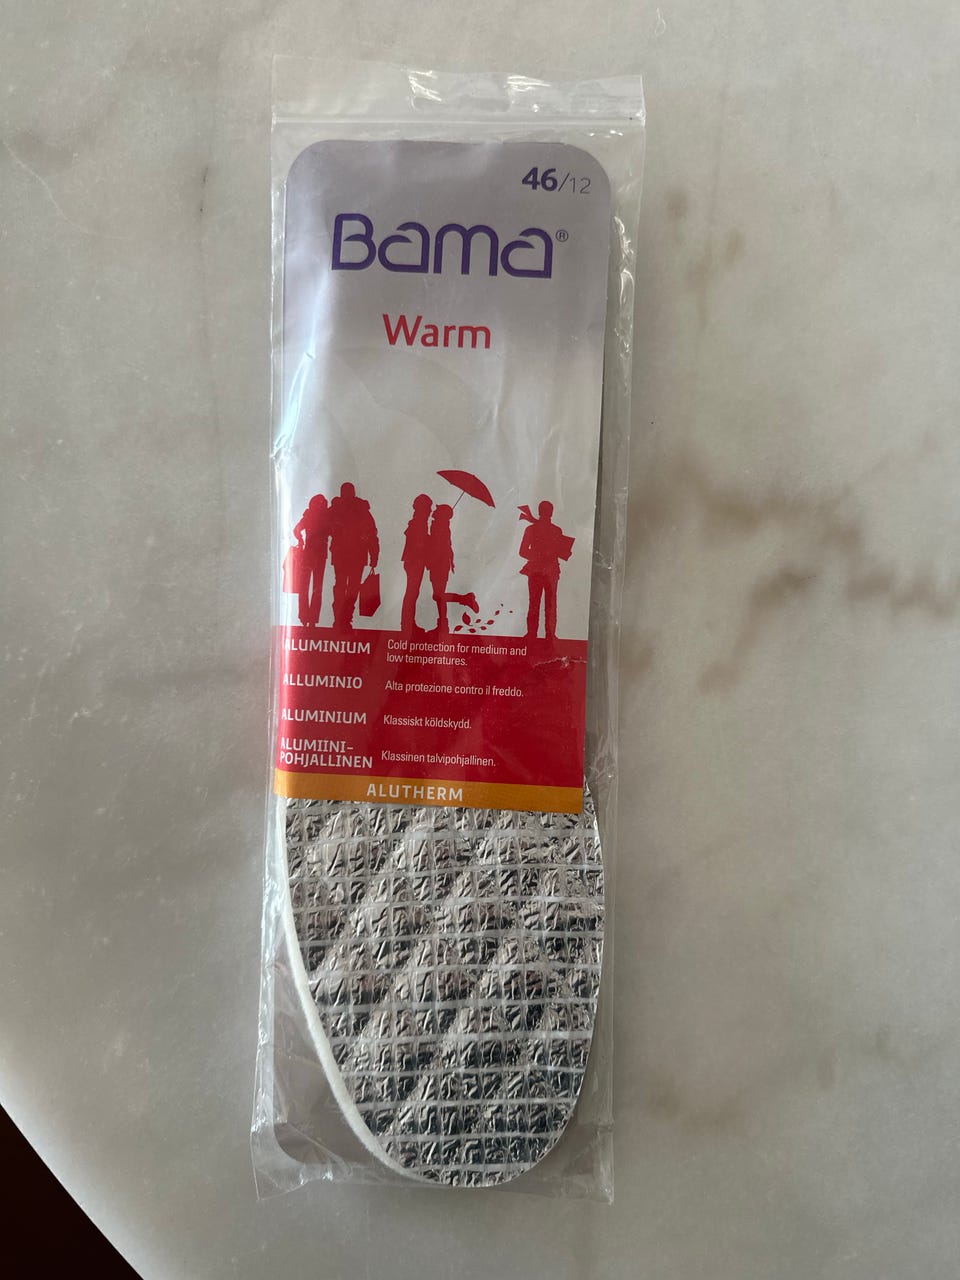 46/12
Bama®
Warm
ALUMINIUM
Cold protection for medium and
low temperatures.
ALLUMINIO
Alta protezione contro il freddo.
ALUMINIUM
Klassiskt köldskydd.
ALUMIINI-
POHJALLINEN
Klassinen talvipohjallinen.
ALUTHERM